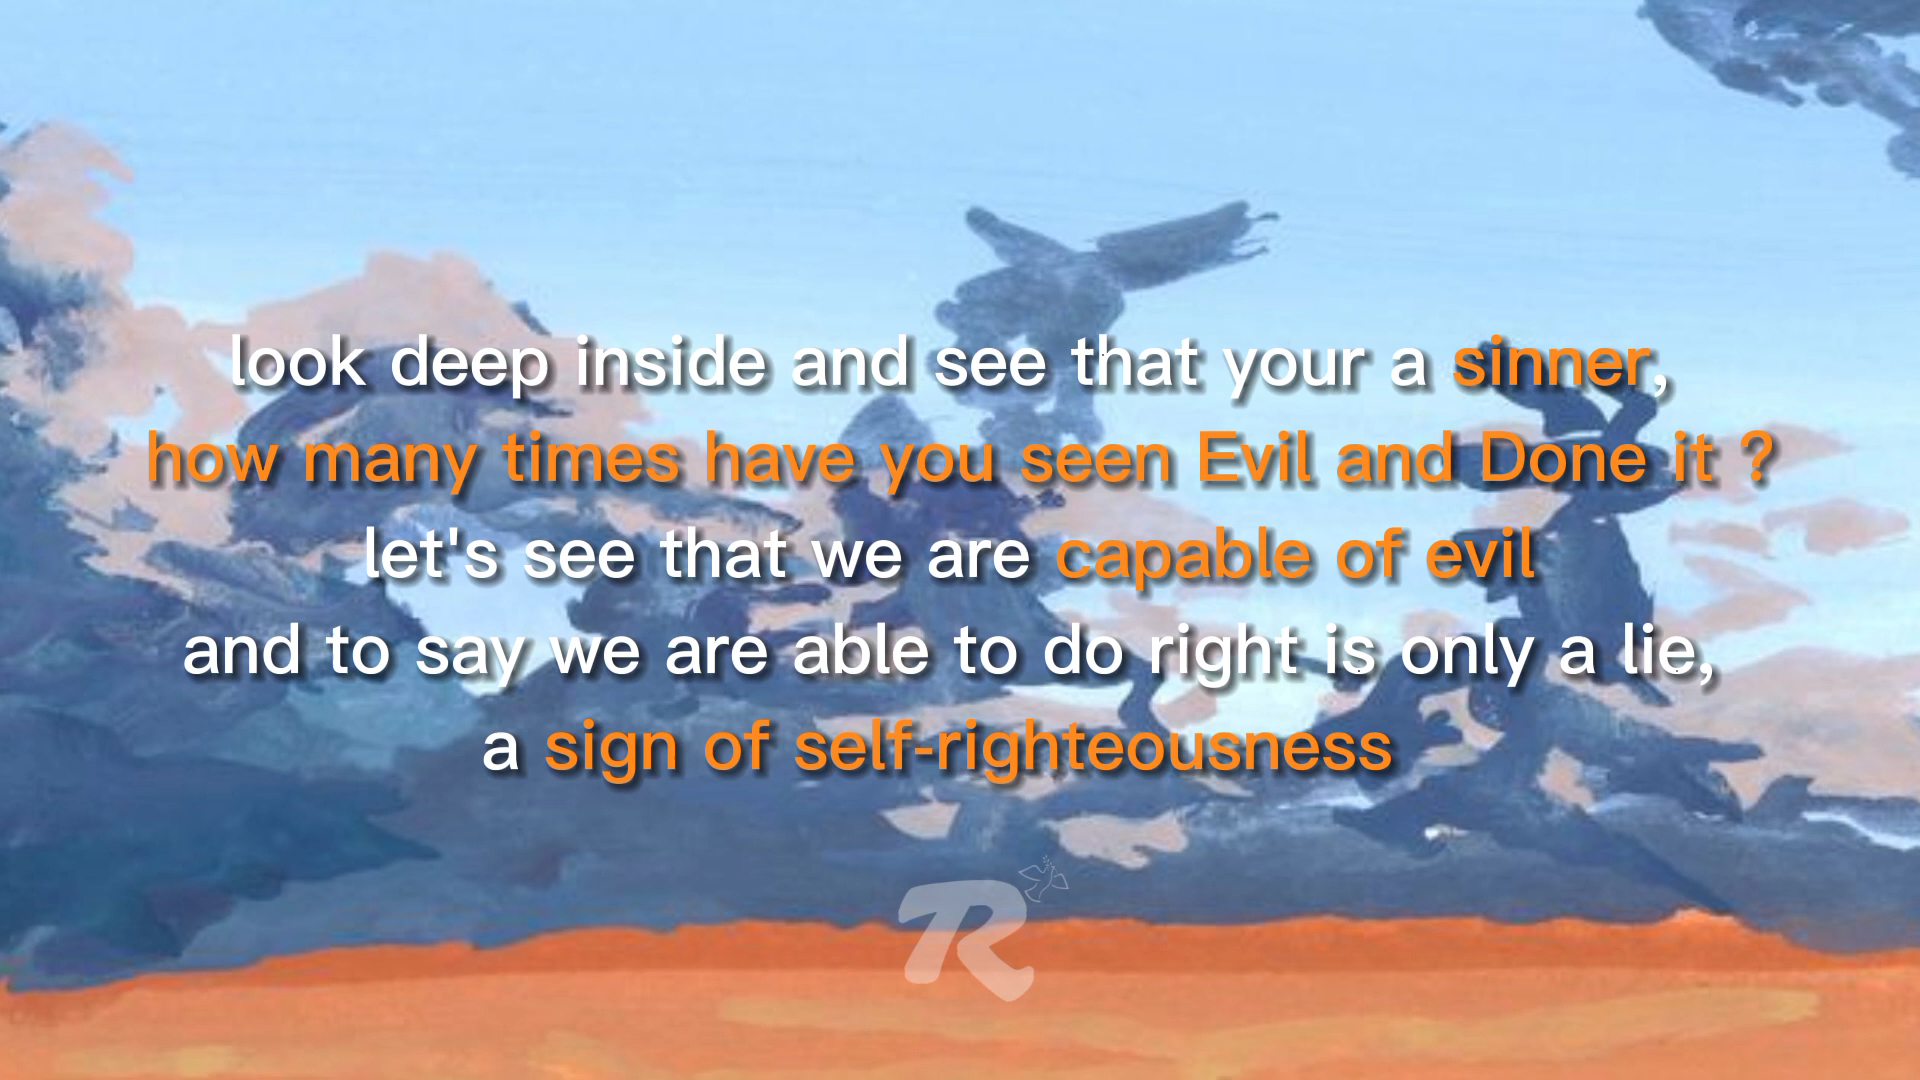 look deep inside and see that your a sinner,
how many times have you seen Evil and Done it ?
let's see that we are capable of evil
and to say we are able to do right is only a lie,
a sign of self-righteousness
R